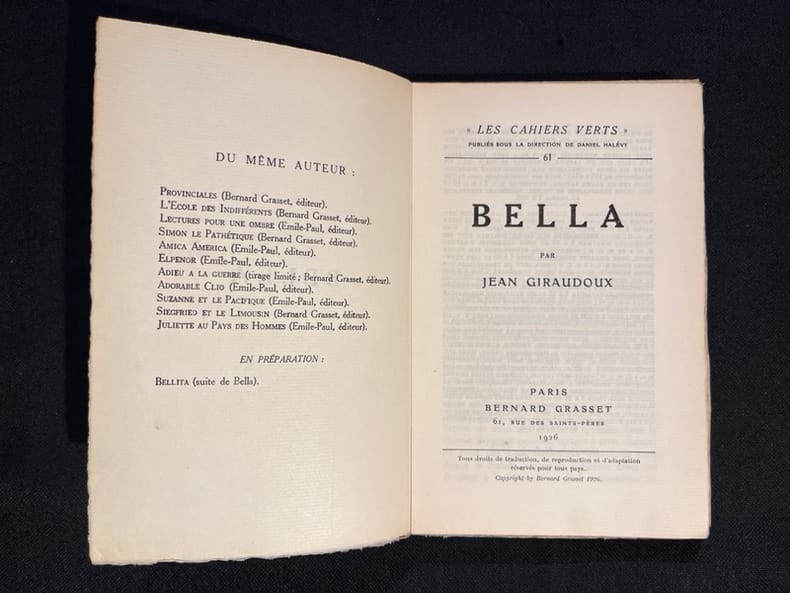 DU MÊME AUTEUR :
PROVINCIALES (Bernard Grasset, éditeur).
L'ECOLE DES INDIFFÉRENTS (Bernard Grasset, éditeur).
LECTURES POUR UNE OMBRE (Emile-Paul, éditeur).
SIMON LE PATHÉTIQUE (Bernard Grasset, éditeur).
AMICA AMERICA (Emile-Paul, éditeur).
ELPENOR (Emile-Paul, éditeur).
ADIEU A LA GUERRE (tirage limité ; Bernard Grasset, éditeur).
ADORABLE CLIO (Emile-Paul, éditeur).
SUZANNE ET LE PACIFIQUE (Emile-Paul, éditeur).
SIEGFRIED ET LE LIMOUSIN (Bernard Grasset, éditeur).
JULIETTE AU PAYS DES HOMMES (Emile-Paul, éditeur).
EN PRÉPARATION :
BELLITA (suite de Bella).
« LES CAHIERS VERTS »
PUBLIÉS SOUS LA DIRECTION DE DANIEL HALÉVY
61
BELLA
PAR
JEAN GIRAUDOUX
PARIS
BERNARD GRASSET
61, RUE DES SAINTS-PÈRES
1926
Tous droits de traduction, de reproduction et d'adaptation
réservés pour tous pays.
Copyright by Bernard Grasset 1926.